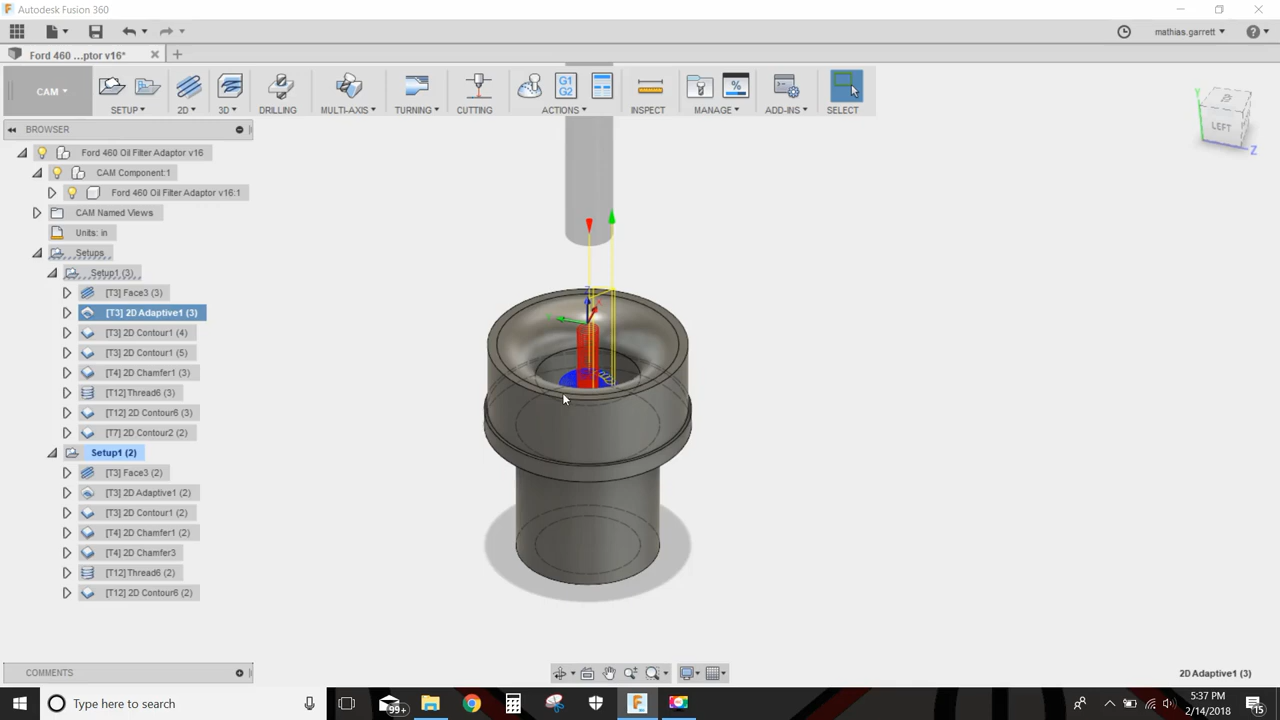 Autodesk Fusion 360
mathias.garrett
Ford 460 ...ptor v16*
CAM
SETUP
2D
3D
DRILLING
MULTI-AXIS
TURNING
CUTTING
G1
G2
ACTIONS
INSPECT
MANAGE
ADD-INS
SELECT
BROWSER
Ford 460 Oil Filter Adaptor v16
CAM Component:1
Ford 460 Oil Filter Adaptor v16:1
CAM Named Views
Units: in
Setups
Setup1 (3)
[T3] Face3 (3)
[T3] 2D Adaptive1 (3)
[T3] 2D Contour1 (4)
[T3] 2D Contour1 (5)
[T4] 2D Chamfer1 (3)
[T12] Thread6 (3)
[T12] 2D Contour6 (3)
[T7] 2D Contour2 (2)
Setup1 (2)
[T3] Face3 (2)
[T3] 2D Adaptive1 (2)
[T3] 2D Contour1 (2)
[T4] 2D Chamfer1 (2)
[T4] 2D Chamfer3
[T12] Thread6 (2)
[T12] 2D Contour6 (2)
Y
LEFT
Z
COMMENTS
2D Adaptive1 (3)
Type here to search
99+
5:37 PM
2/14/2018
15